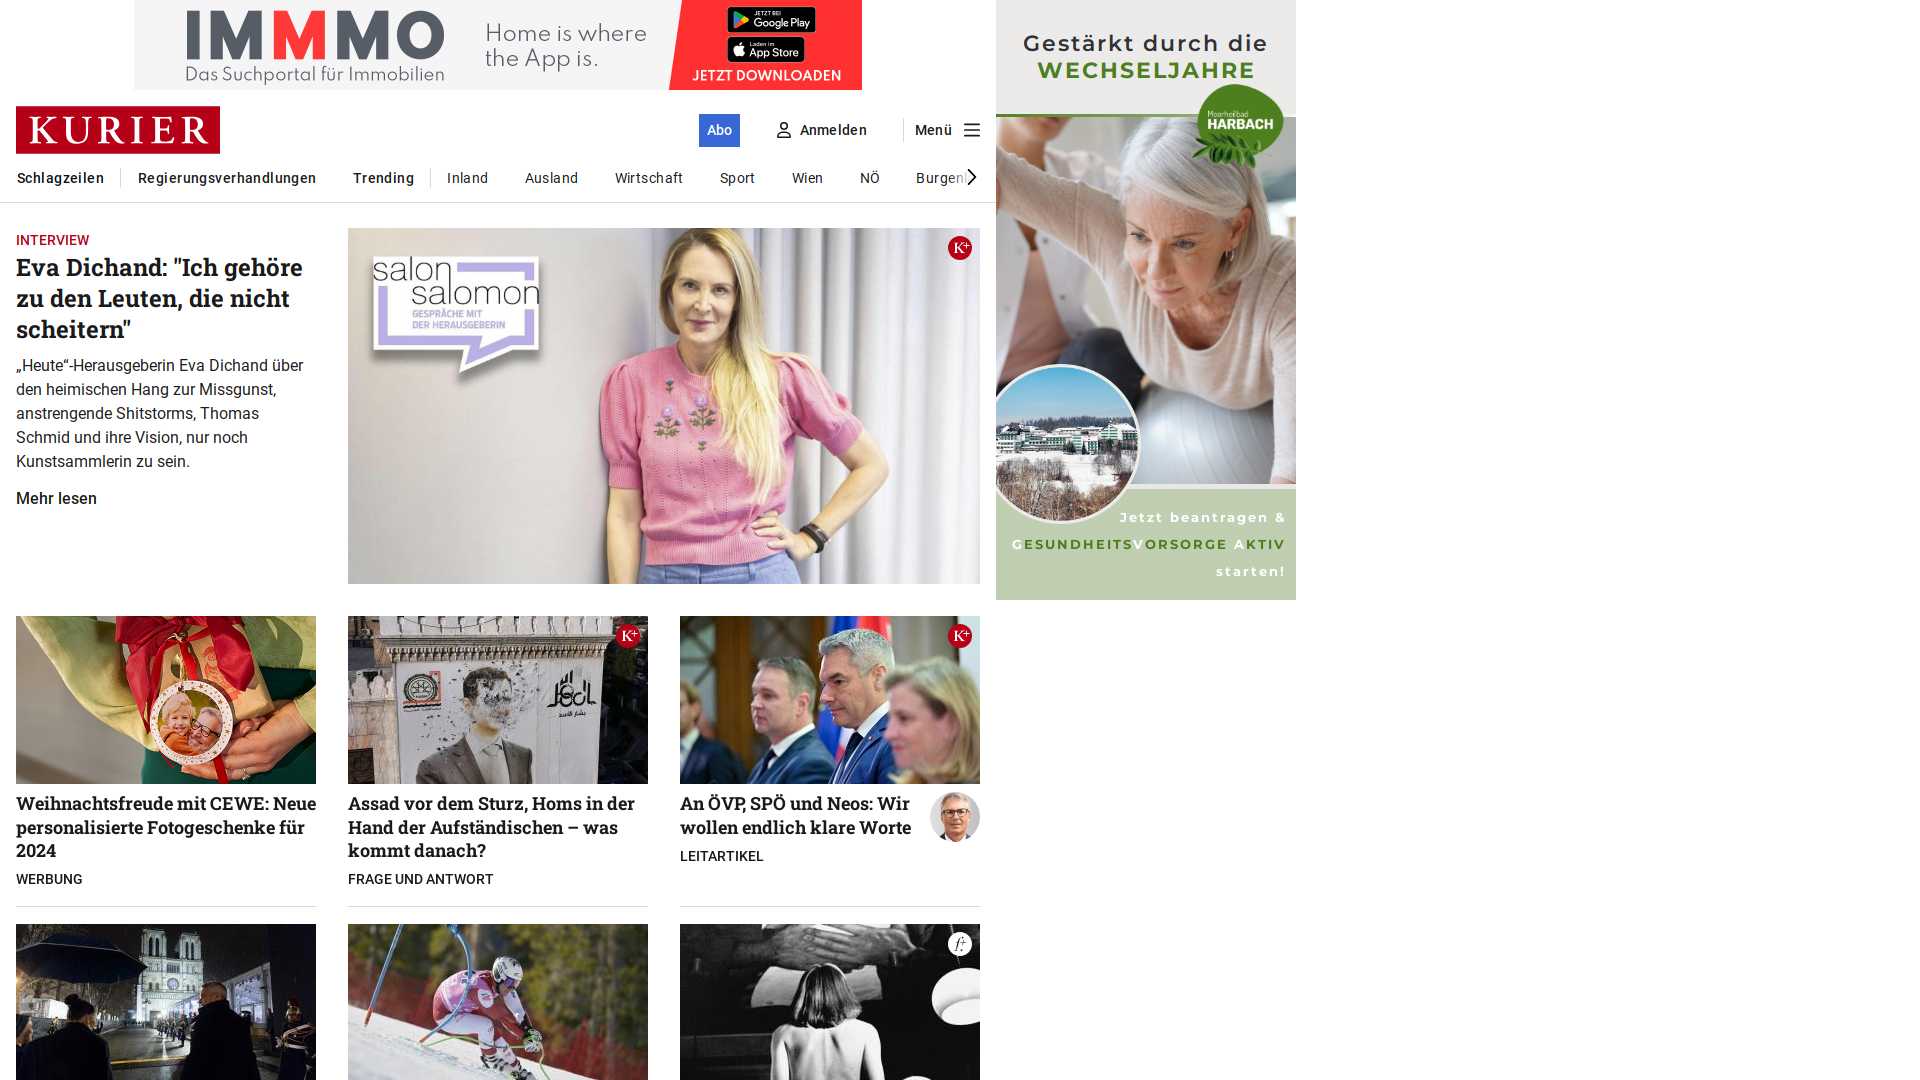 IMMMO
Das Suchportal für Immobilien
Home is where
the App is.
JETZT BEI
Google Play
Laden im
App Store
JETZT DOWNLOADEN
Gestärkt durch die
WECHSELJAHRE
Moorheilbad
HARBACH
KURIER
Abo
Anmelden
Menü
Schlagzeilen
Regierungsverhandlungen
Trending
Inland
Ausland
Wirtschaft
Sport
Wien
NÖ
INTERVIEW
Eva Dichand: "Ich gehöre
zu den Leuten, die nicht
scheitern"
„Heute“-Herausgeberin Eva Dichand über
den heimischen Hang zur Missgunst,
anstrengende Shitstorms, Thomas
Schmid und ihre Vision, nur noch
Kunstsammlerin zu sein.
Mehr lesen
salon
salomon
GESPRÄCHE MIT
DER HERAUSGEBERIN
K+
Jetzt beantragen &
GESUNDHEITSVORSORGE AKTIV
starten!
Weihnachtsfreude mit CEWE: Neue
personalisierte Fotogeschenke für
2024
WERBUNG
K+
Assad vor dem Sturz, Homs in der
Hand der Aufständischen – was
kommt danach?
FRAGE UND ANTWORT
K+
An ÖVP, SPÖ und Neos: Wir
wollen endlich klare Worte
LEITARTIKEL
f+